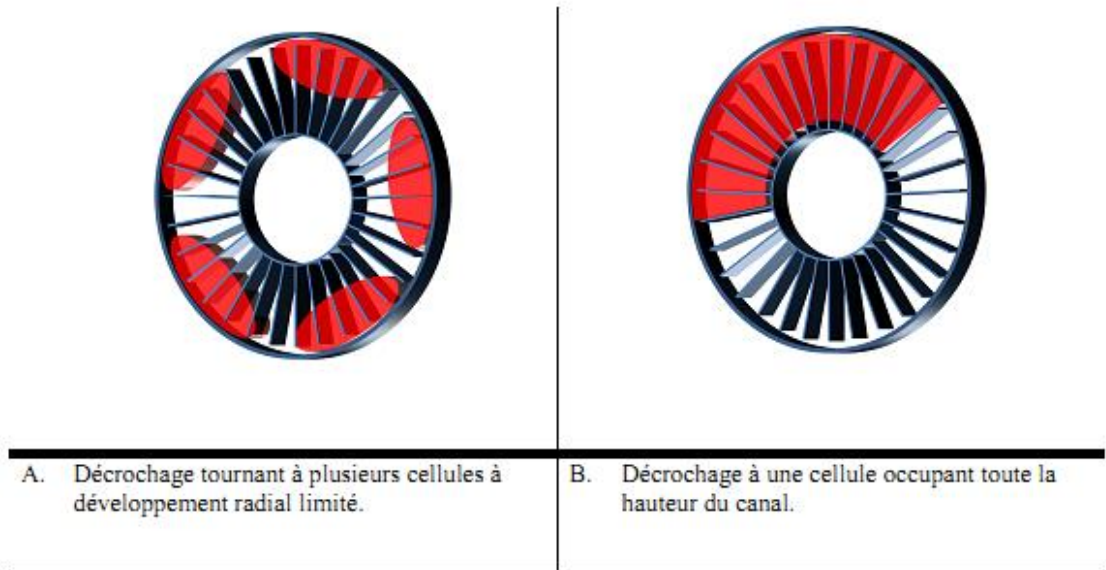 A. Décrochage tournant à plusieurs cellules à
développement radial limité.
B. Décrochage à une cellule occupant toute la
hauteur du canal.